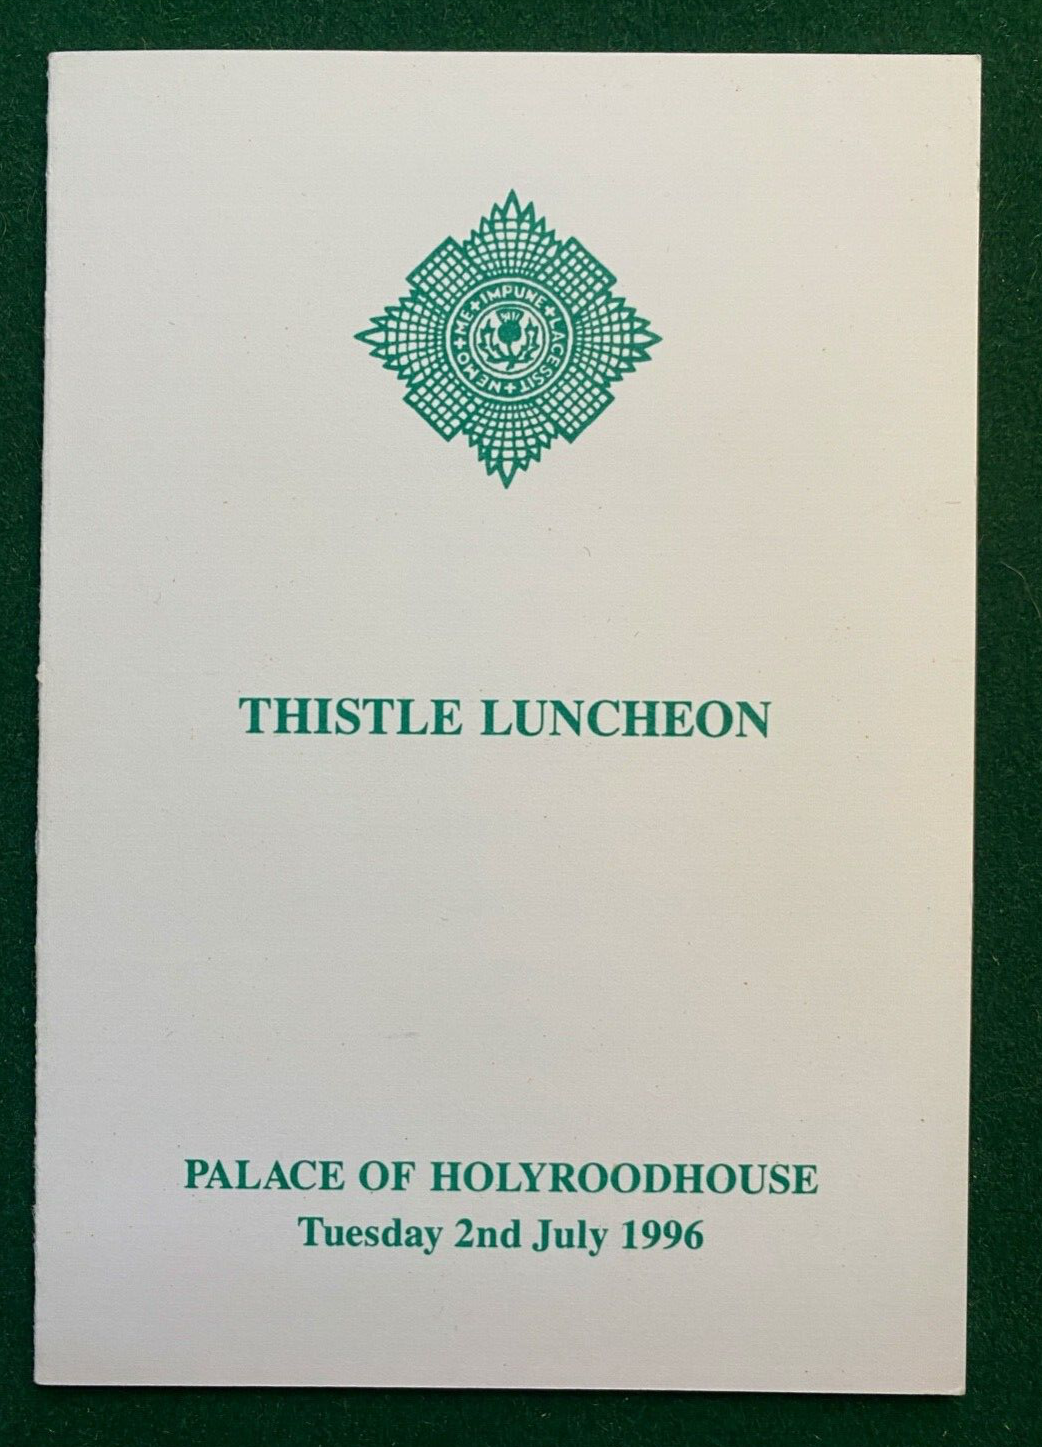 NEMO + ME + IMPUNE + LACESSIT +
THISTLE LUNCHEON
PALACE OF HOLYROODHOUSE
Tuesday 2nd July 1996